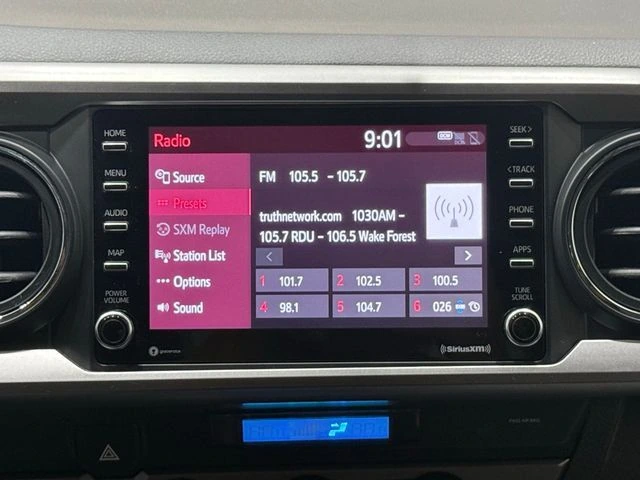 HOME
MENU
AUDIO
MAP
POWER
VOLUME
Radio
9:01
DCM
Source
Presets
SXM Replay
Station List
Options
Sound
FM 105.5 – 105.7
truthnetwork.com 1030AM –
105.7 RDU – 106.5 Wake Forest
< >
1 101.7 2 102.5 3 100.5
4 98.1 5 104.7 6 026
SEEK>
<TRACK
PHONE
APPS
TUNE
SCROLL
gracenote
((SiriusXM))